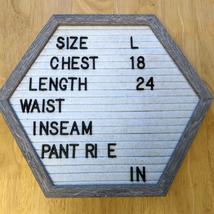 SIZE L
CHEST 18
LENGTH 24
WAIST
INSEAM
PANT RI E
IN